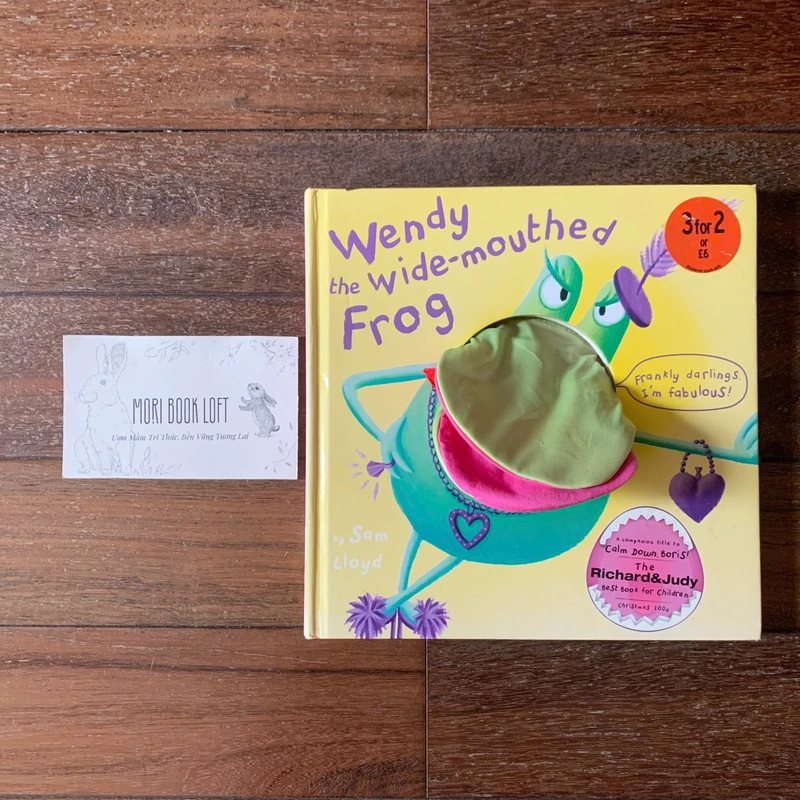 Wendy
the wide-mouthed
Frog
3 for 2
or
£6
Frankly darlings,
I'm fabulous!
MORI BOOK LOFT
Ươm Mầm Tri Thức, Bền Vững Tương Lai
by Sam
Lloyd
A companion title to
"Calm Down, Boris!"
The
Richard&Judy
Best Book for Children
Christmas 2006